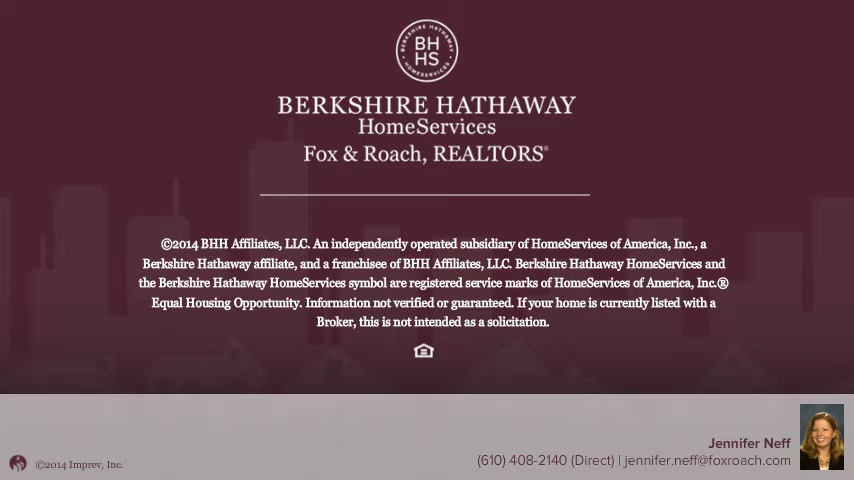 BERKSHIRE HATHAWAY
HOMESERVICES
BH
HS
BERKSHIRE HATHAWAY
HomeServices
Fox & Roach, REALTORS®
©2014 BHH Affiliates, LLC. An independently operated subsidiary of HomeServices of America, Inc., a
Berkshire Hathaway affiliate, and a franchisee of BHH Affiliates, LLC. Berkshire Hathaway HomeServices and
the Berkshire Hathaway HomeServices symbol are registered service marks of HomeServices of America, Inc.®
Equal Housing Opportunity. Information not verified or guaranteed. If your home is currently listed with a
Broker, this is not intended as a solicitation.
Jennifer Neff
(610) 408-2140 (Direct) | jennifer.neff@foxroach.com
©2014 Imprev, Inc.